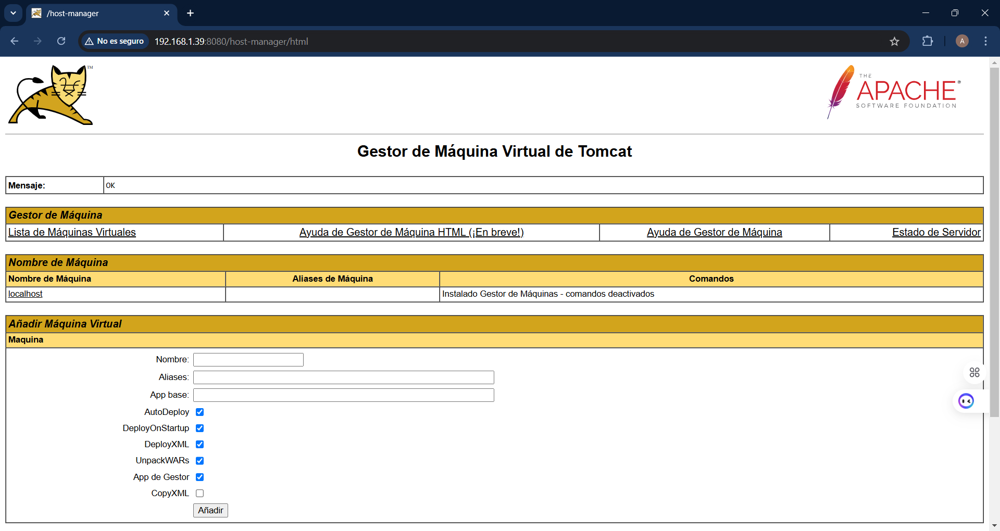 /host-manager
No es seguro 192.168.1.39:8080/host-manager/html A
TM
THE
APACHE®
SOFTWARE FOUNDATION
Gestor de Máquina Virtual de Tomcat
Mensaje: OK
Gestor de Máquina
Lista de Máquinas Virtuales Ayuda de Gestor de Máquina HTML (¡En breve!) Ayuda de Gestor de Máquina Estado de Servidor
Nombre de Máquina
Nombre de Máquina Aliases de Máquina Comandos
localhost Instalado Gestor de Máquinas - comandos deactivados
Añadir Máquina Virtual
Maquina
Nombre:
Aliases:
App base:
AutoDeploy
DeployOnStartup
DeployXML
UnpackWARs
App de Gestor
CopyXML
Añadir